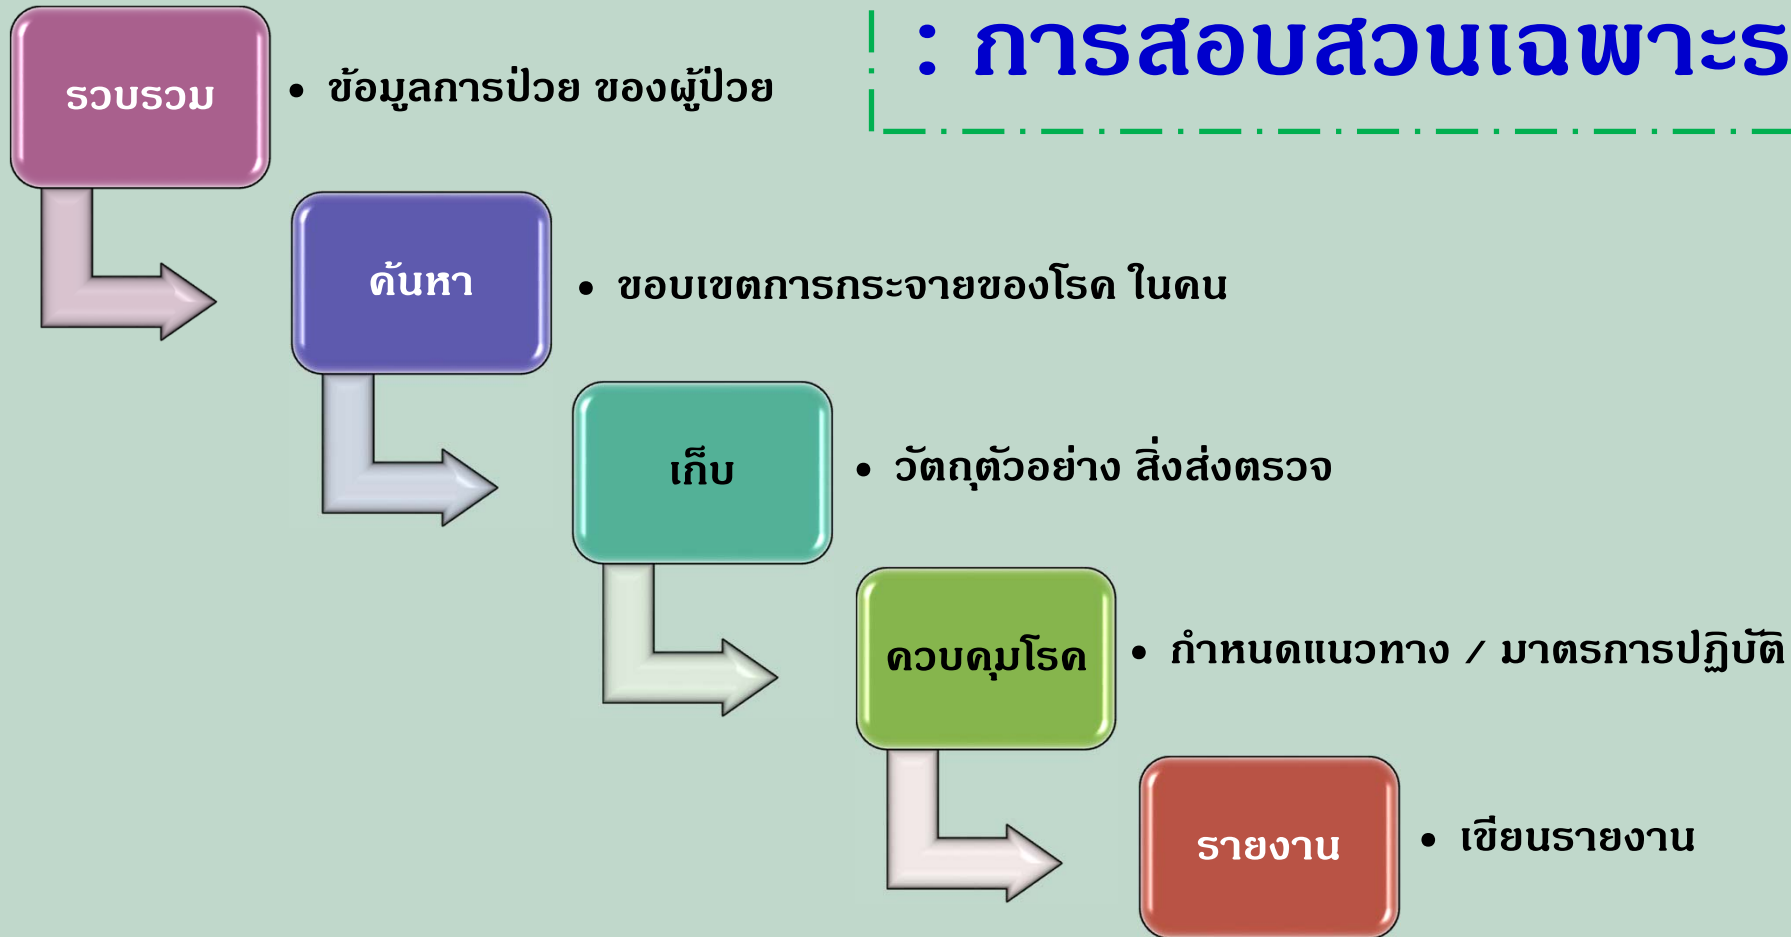 : การสอบสวนเฉพาะร
รวบรวม
• ข้อมูลการป่วย ของผู้ป่วย
ค้นหา
• ขอบเขตการกระจายของโรค ในคน
เก็บ
• วัตถุตัวอย่าง สิ่งส่งตรวจ
ควบคุมโรค
• กำหนดแนวทาง / มาตรการปฏิบัติ
รายงาน
• เขียนรายงาน